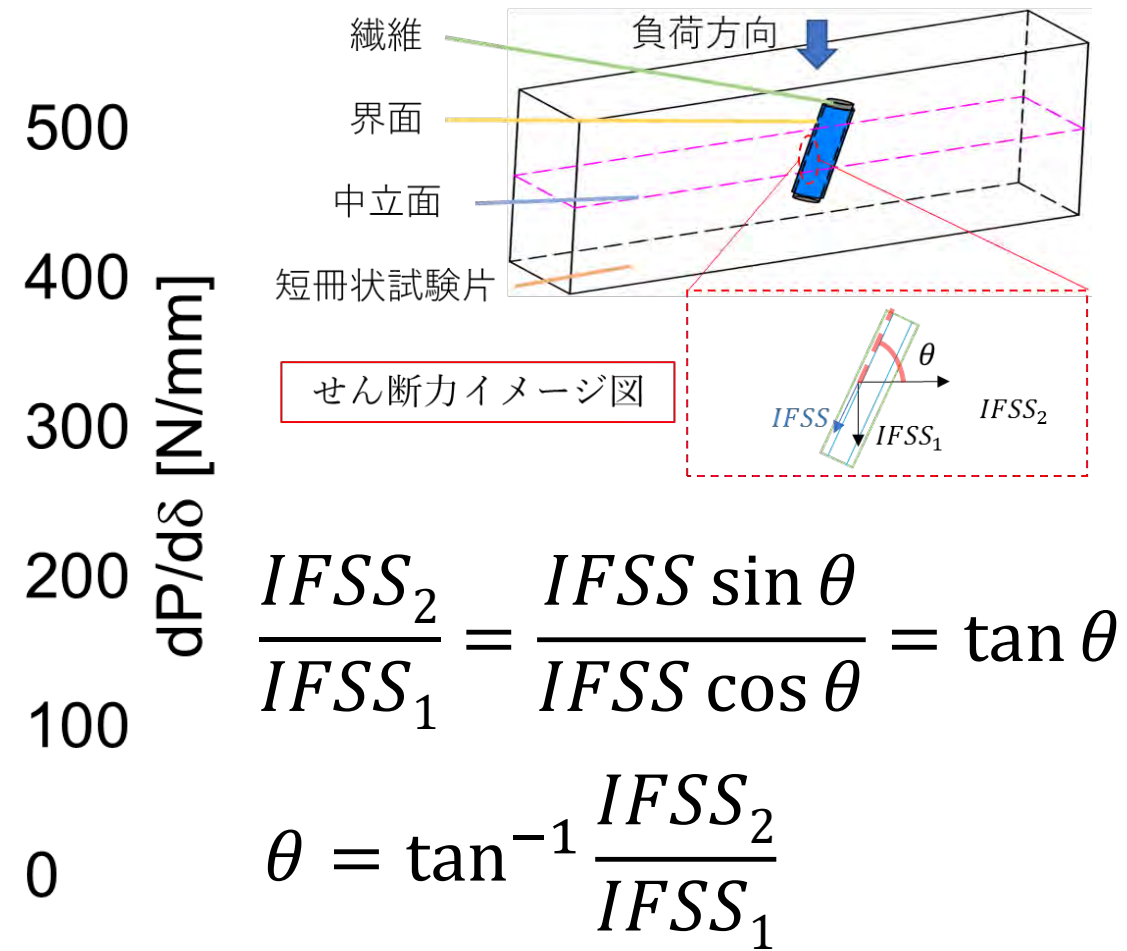 繊維
負荷方向
界面
中立面
短冊状試験片
せん断力イメージ図
θ
IFSS
IFSS₁
IFSS₂
500
400
300
200
100
0
dP/dδ [N/mm]
IFSS₂/IFSS₁ = IFSS sin θ/IFSS cos θ = tan θ
θ = tan⁻¹ IFSS₂/IFSS₁